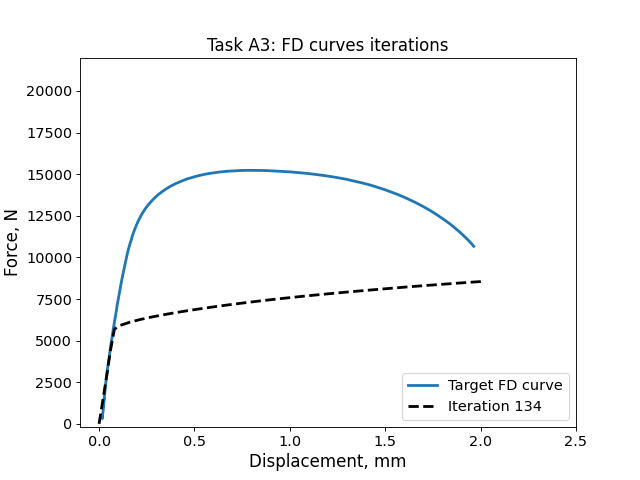 Task A3: FD curves iterations
Force, N
20000
17500
15000
12500
10000
7500
5000
2500
0
0.0 0.5 1.0 1.5 2.0 2.5
Displacement, mm
Target FD curve
Iteration 134